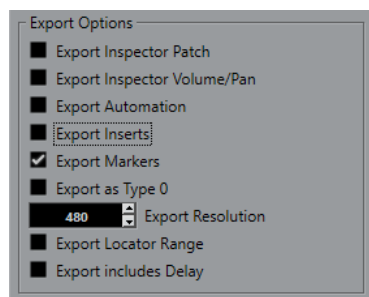 Export Options
Export Inspector Patch
Export Inspector Volume/Pan
Export Automation
Export Inserts
Export Markers
Export as Type 0
480 Export Resolution
Export Locator Range
Export includes Delay